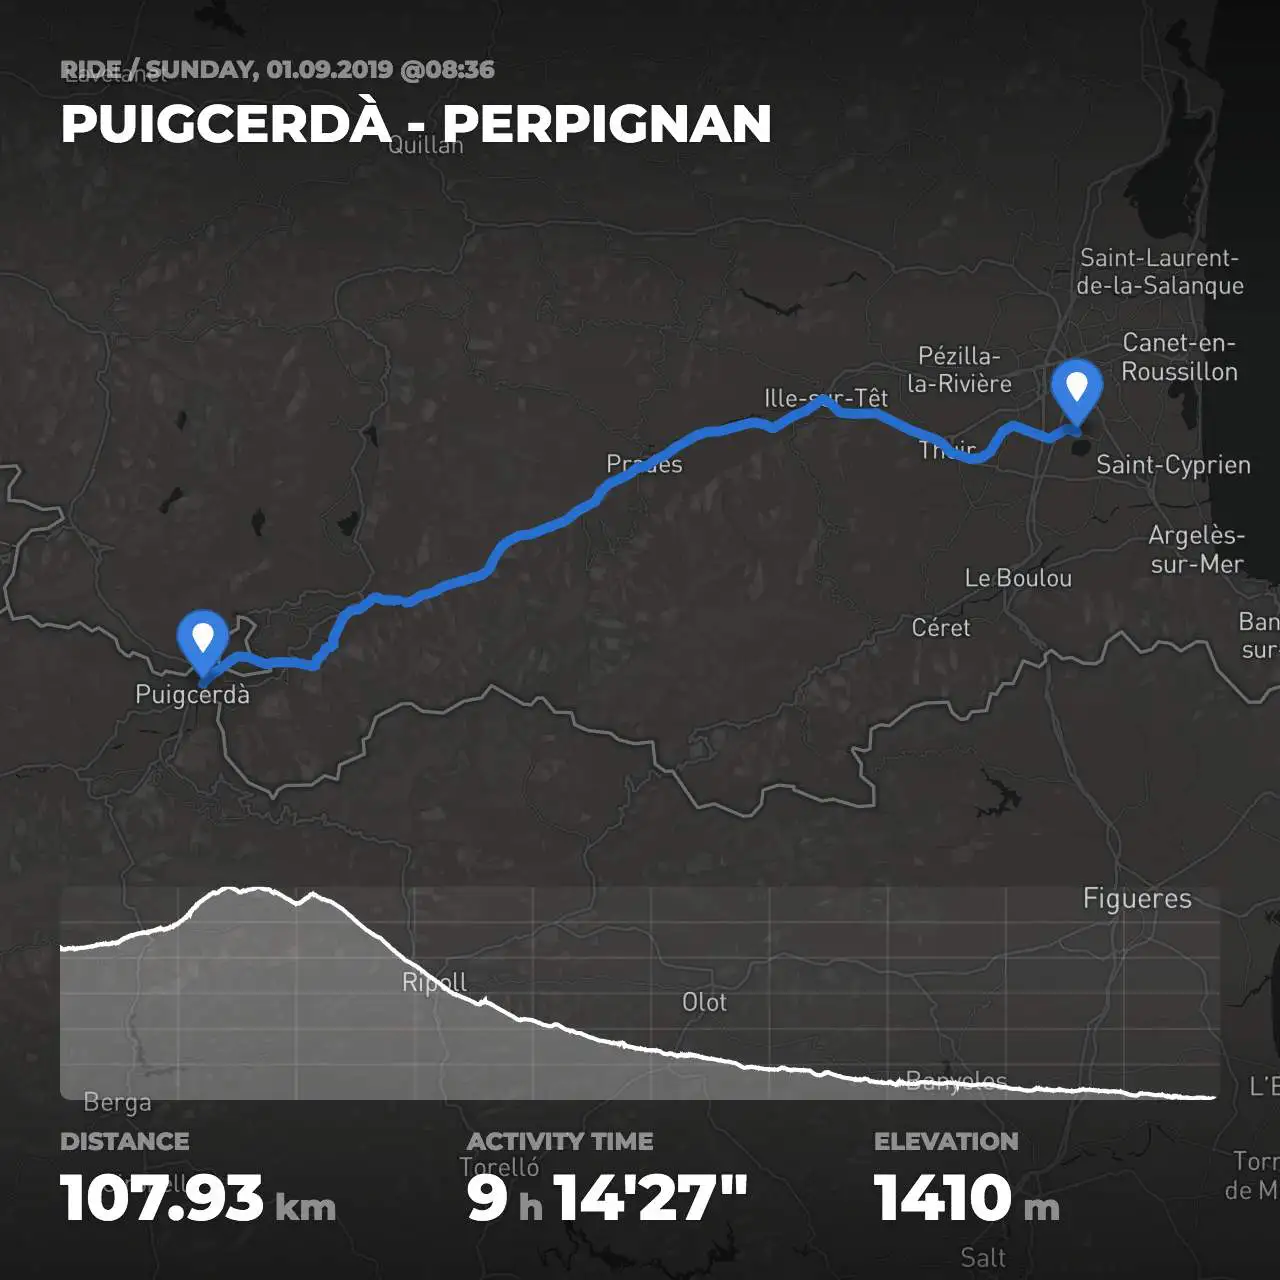 RIDE / SUNDAY, 01.09.2019 @08:36
Lavelanet
PUIGCERDÀ - PERPIGNAN
Quillan
Saint-Laurent-
de-la-Salanque
Canet-en-
Roussillon
Pézilla-
la-Rivière
Ille-sur-Têt
Thuir
Prades
Saint-Cyprien
Argelès-
sur-Mer
Le Boulou
Céret
Ban
sur-
Puigcerdà
Figueres
Ripoll
Olot
Banyoles
L'E
Berga
DISTANCE
107.93 km
ACTIVITY TIME
Torelló
9 h 14'27"
ELEVATION
1410 m
Torr
de M
Salt